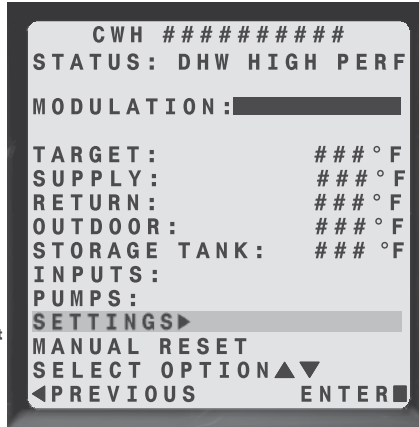 CWH ##########
STATUS: DHW HIGH PERF
MODULATION:
TARGET: ###°F
SUPPLY: ###°F
RETURN: ###°F
OUTDOOR: ###°F
STORAGE TANK: ### °F
INPUTS:
PUMPS:
SETTINGS▶
MANUAL RESET
SELECT OPTION▲▼
◀PREVIOUS ENTER■